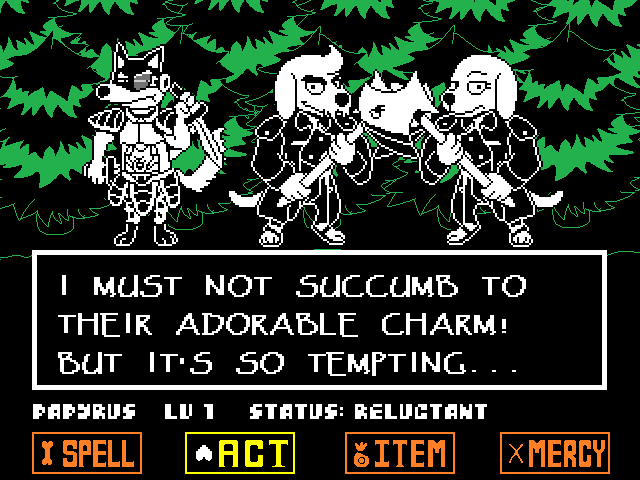 I MUST NOT SUCCUMB TO
THEIR ADORABLE CHARM!
BUT IT'S SO TEMPTING...
PAPYRUS LV 1 STATUS: RELUCTANT
SPELL ACT ITEM MERCY